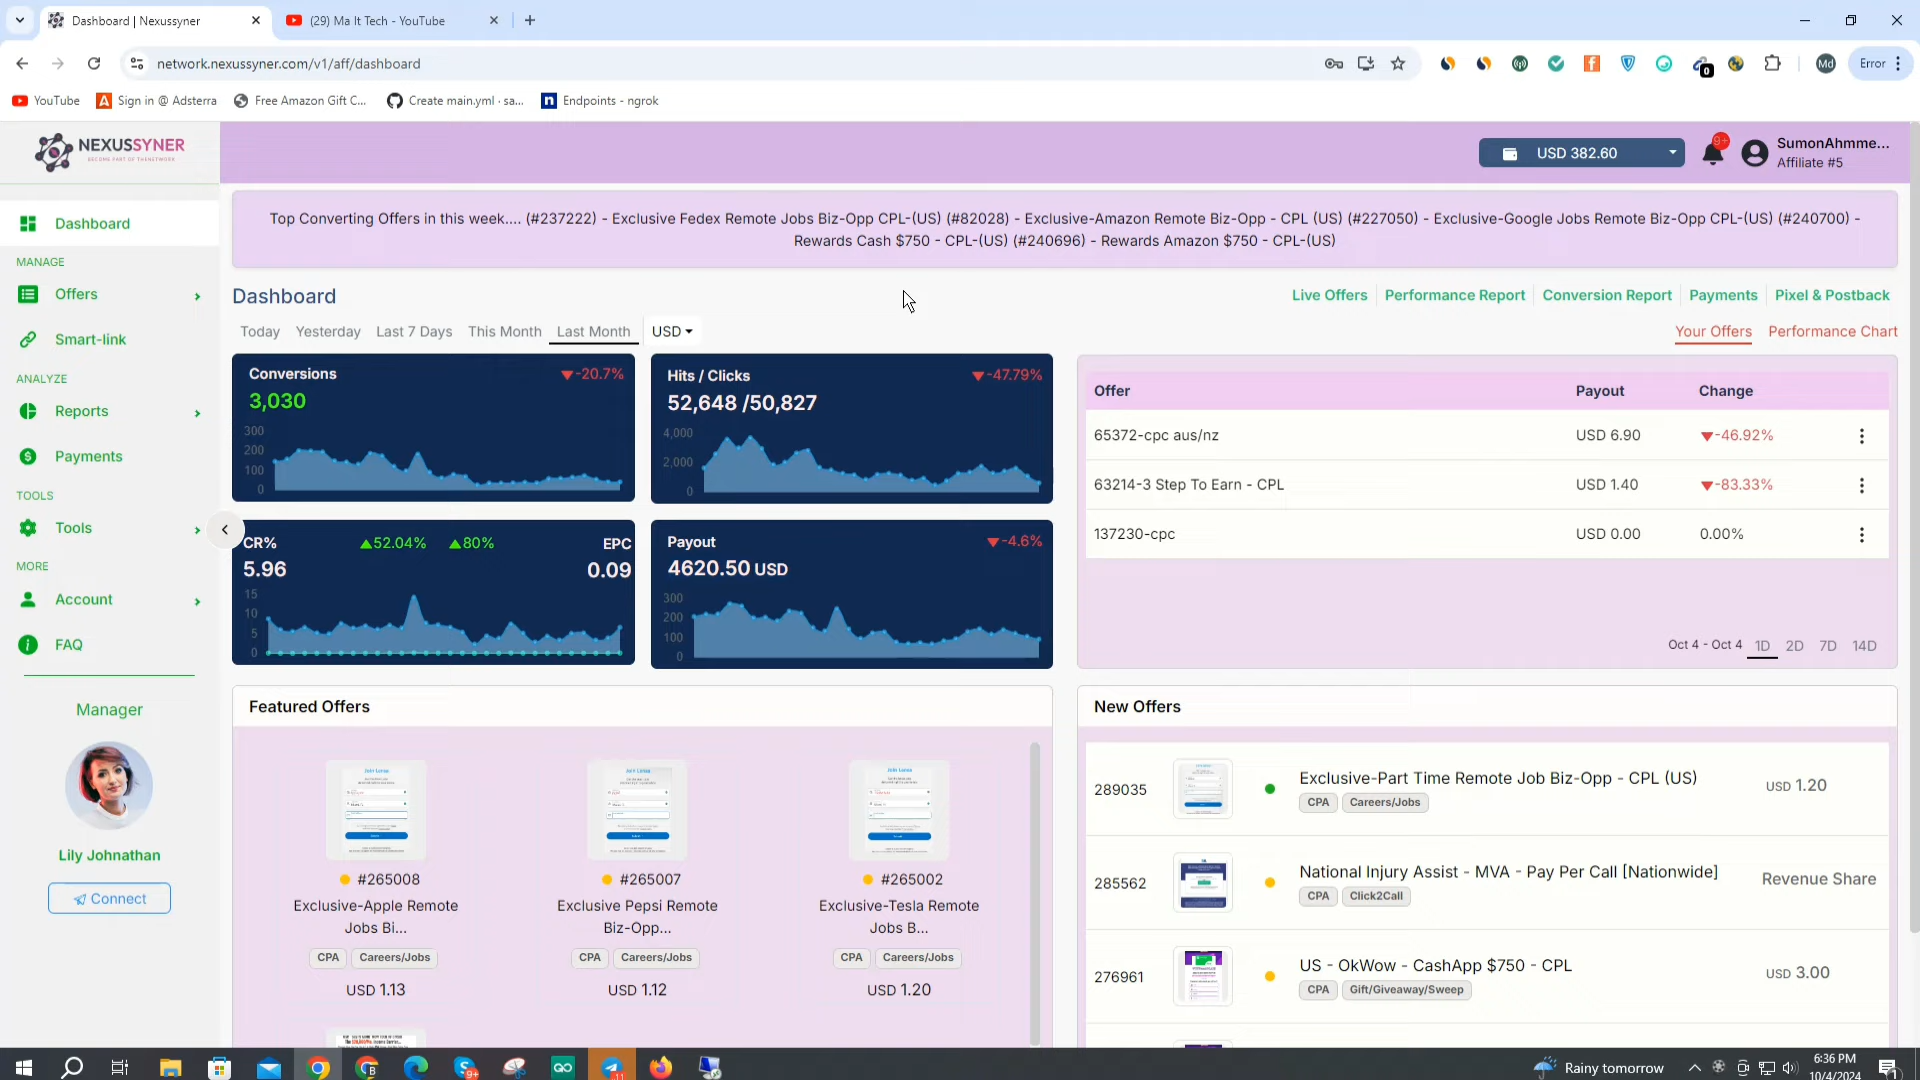 Dashboard | Nexussyner
(29) Ma It Tech - YouTube
network.nexussyner.com/v1/aff/dashboard
0
Md
Error
YouTube
Sign in @ Adsterra
Free Amazon Gift C...
Create main.yml · sa...
Endpoints - ngrok
NEXUSSYNER
BECOME PART OF THENETWORK
USD 382.60
9+
SumonAhmme...
Affiliate #5
Top Converting Offers in this week.... (#237222) - Exclusive Fedex Remote Jobs Biz-Opp CPL-(US) (#82028) - Exclusive-Amazon Remote Biz-Opp - CPL (US) (#227050) - Exclusive-Google Jobs Remote Biz-Opp CPL-(US) (#240700) -
Rewards Cash $750 - CPL-(US) (#240696) - Rewards Amazon $750 - CPL-(US)
Dashboard
MANAGE
Offers
Smart-link
ANALYZE
Reports
Payments
TOOLS
Tools
MORE
Account
FAQ
Manager
Lily Johnathan
Connect
Dashboard
Live Offers
Performance Report
Conversion Report
Payments
Pixel & Postback
Today
Yesterday
Last 7 Days
This Month
Last Month
USD
Your Offers
Performance Chart
Conversions
-20.7%
3,030
300
200
100
0
Hits / Clicks
-47.79%
52,648 /50,827
4,000
2,000
0
CR%
52.04%
80%
EPC
5.96
0.09
15
10
5
0
Payout
-4.6%
4620.50 USD
300
200
100
0
Offer
Payout
Change
65372-cpc aus/nz
USD 6.90
-46.92%
63214-3 Step To Earn - CPL
USD 1.40
-83.33%
137230-cpc
USD 0.00
0.00%
Oct 4 - Oct 4
1D
2D
7D
14D
Featured Offers
#265008
Exclusive-Apple Remote
Jobs Bi...
CPA
Careers/Jobs
USD 1.13
#265007
Exclusive Pepsi Remote
Biz-Opp...
CPA
Careers/Jobs
USD 1.12
#265002
Exclusive-Tesla Remote
Jobs B...
CPA
Careers/Jobs
USD 1.20
New Offers
289035
Exclusive-Part Time Remote Job Biz-Opp - CPL (US)
CPA
Careers/Jobs
USD 1.20
285562
National Injury Assist - MVA - Pay Per Call [Nationwide]
CPA
Click2Call
Revenue Share
276961
US - OkWow - CashApp $750 - CPL
CPA
Gift/Giveaway/Sweep
USD 3.00
Rainy tomorrow
6:36 PM
10/4/2024